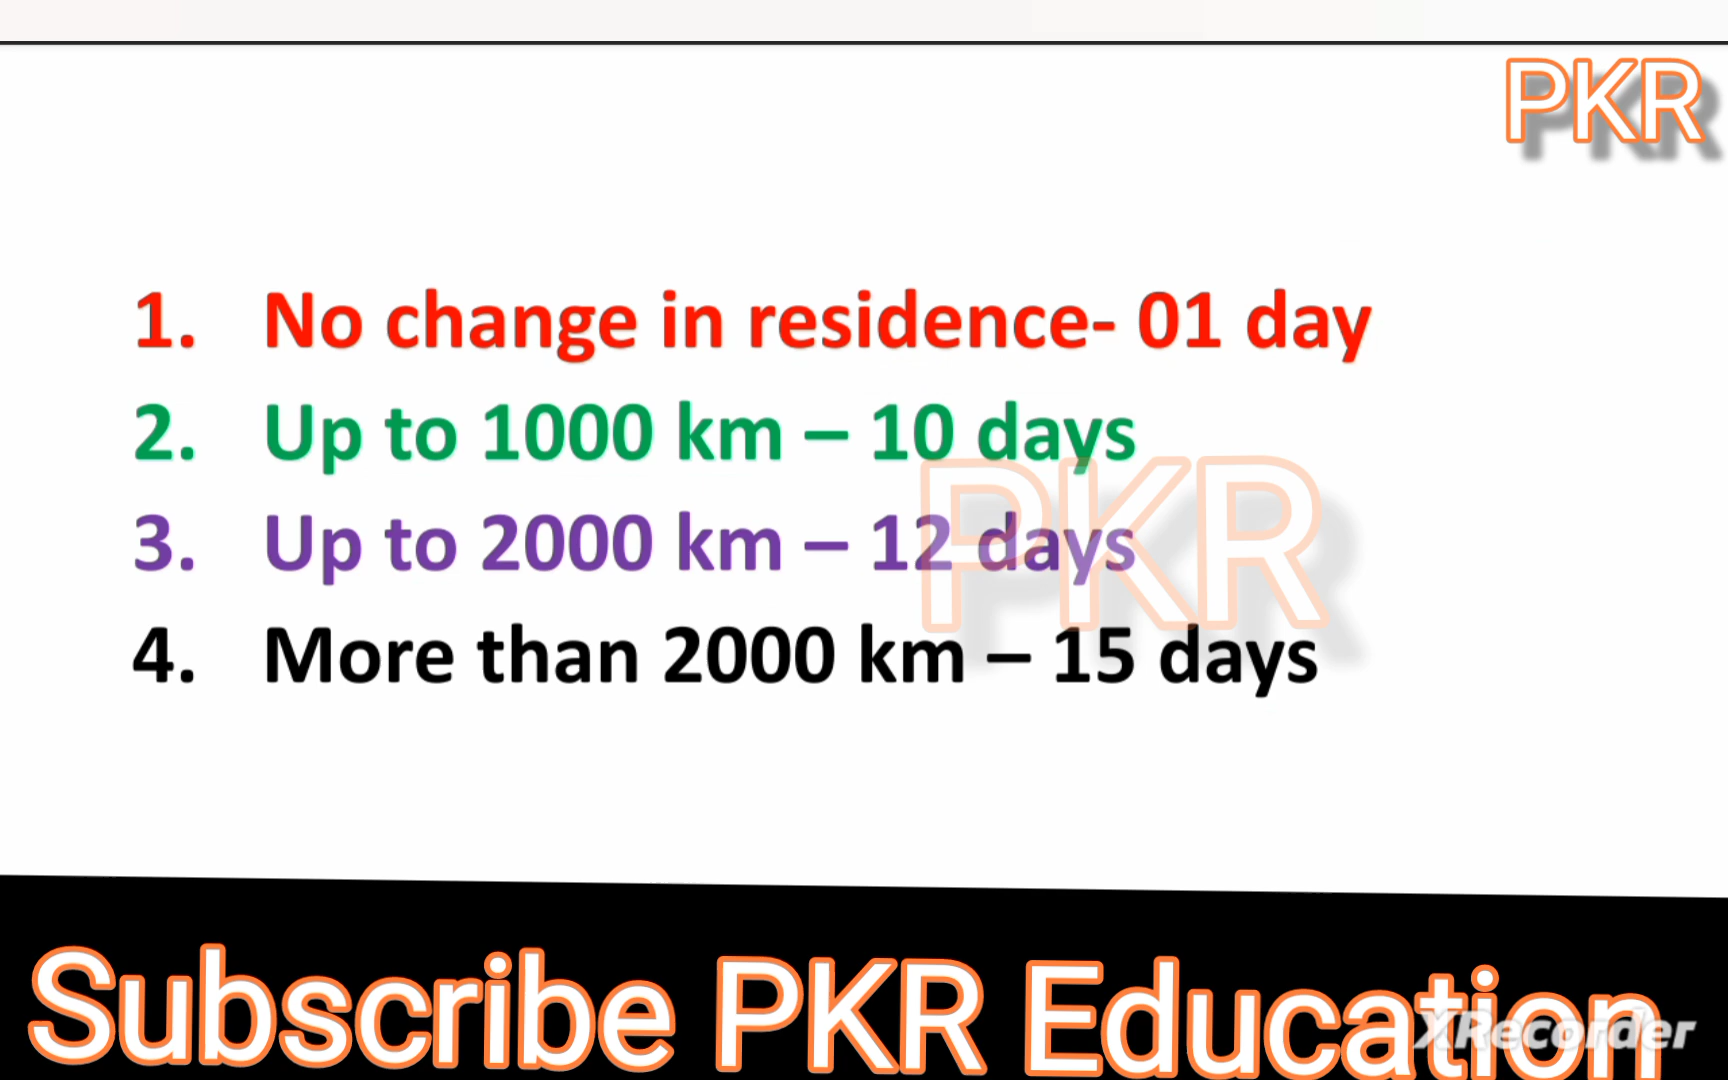 PKR
1. No change in residence- 01 day
2. Up to 1000 km – 10 days
3. Up to 2000 km – 12 days
PKR
4. More than 2000 km – 15 days
Subscribe PKR Education
XRecorder